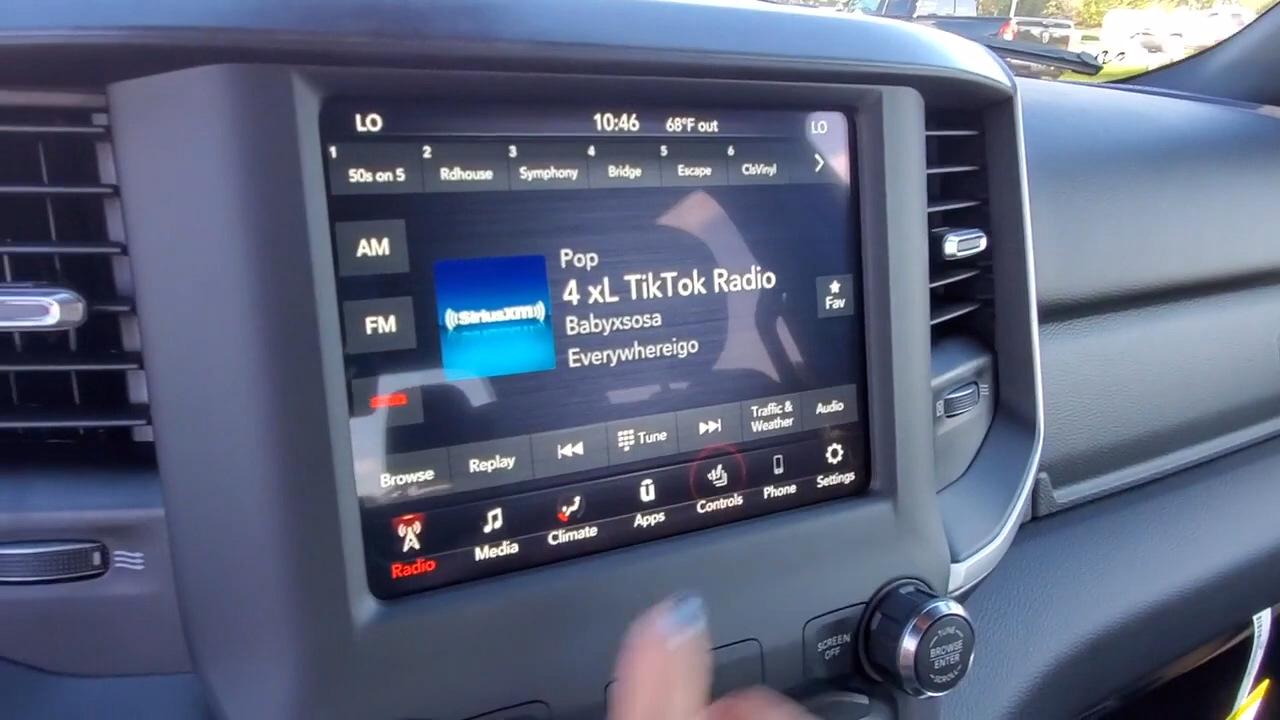 LO 10:46 68°F out LO
1 2 3 4 5 6
50s on 5 Rdhouse Symphony Bridge Escape ClsVinyl
AM
FM
((SiriusXM))
Pop
4 xL TikTok Radio
Babyxsosa
Everywhereigo
Fav
Browse Replay Tune Traffic & Weather Audio
Radio Media Climate Apps Controls Phone Settings
SCREEN
OFF
TUNE
BROWSE
ENTER
SCROLL